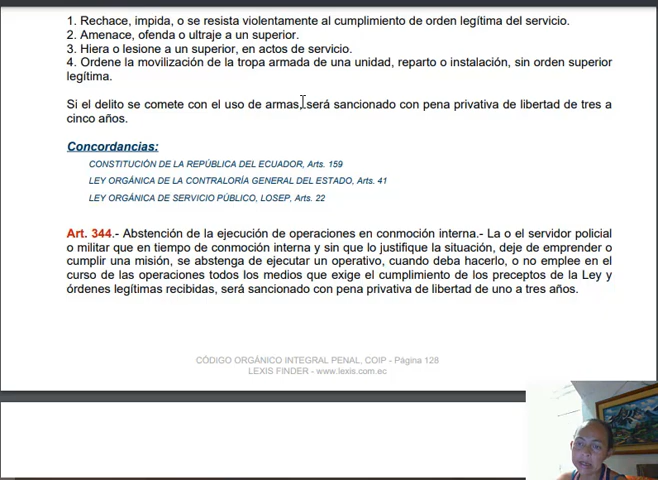 1. Rechace, impida, o se resista violentamente al cumplimiento de orden legítima del servicio.
2. Amenace, ofenda o ultraje a un superior.
3. Hiera o lesione a un superior, en actos de servicio.
4. Ordene la movilización de la tropa armada de una unidad, reparto o instalación, sin orden superior
legítima.
Si el delito se comete con el uso de armas, será sancionado con pena privativa de libertad de tres a
cinco años.
Concordancias:
CONSTITUCIÓN DE LA REPÚBLICA DEL ECUADOR, Arts. 159
LEY ORGÁNICA DE LA CONTRALORÍA GENERAL DEL ESTADO, Arts. 41
LEY ORGÁNICA DE SERVICIO PÚBLICO, LOSEP, Arts. 22
Art. 344.- Abstención de la ejecución de operaciones en conmoción interna.- La o el servidor policial
o militar que en tiempo de conmoción interna y sin que lo justifique la situación, deje de emprender o
cumplir una misión, se abstenga de ejecutar un operativo, cuando deba hacerlo, o no emplee en el
curso de las operaciones todos los medios que exige el cumplimiento de los preceptos de la Ley y
órdenes legítimas recibidas, será sancionado con pena privativa de libertad de uno a tres años.
CÓDIGO ORGÁNICO INTEGRAL PENAL, COIP - Página 128
LEXIS FINDER - www.lexis.com.ec